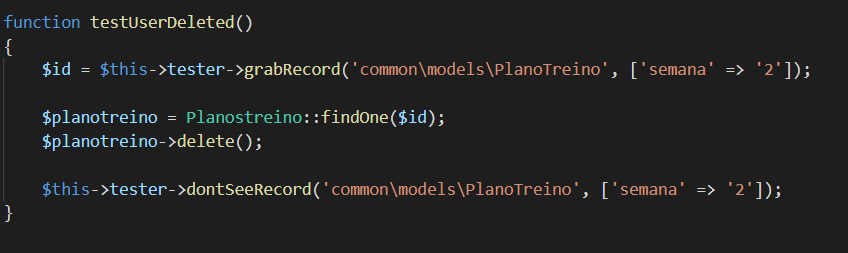 function testUserDeleted()
{
    $id = $this->tester->grabRecord('common\models\PlanoTreino', ['semana' => '2']);
    $planotreino = Planostreino::findOne($id);
    $planotreino->delete();
    $this->tester->dontSeeRecord('common\models\PlanoTreino', ['semana' => '2']);
}